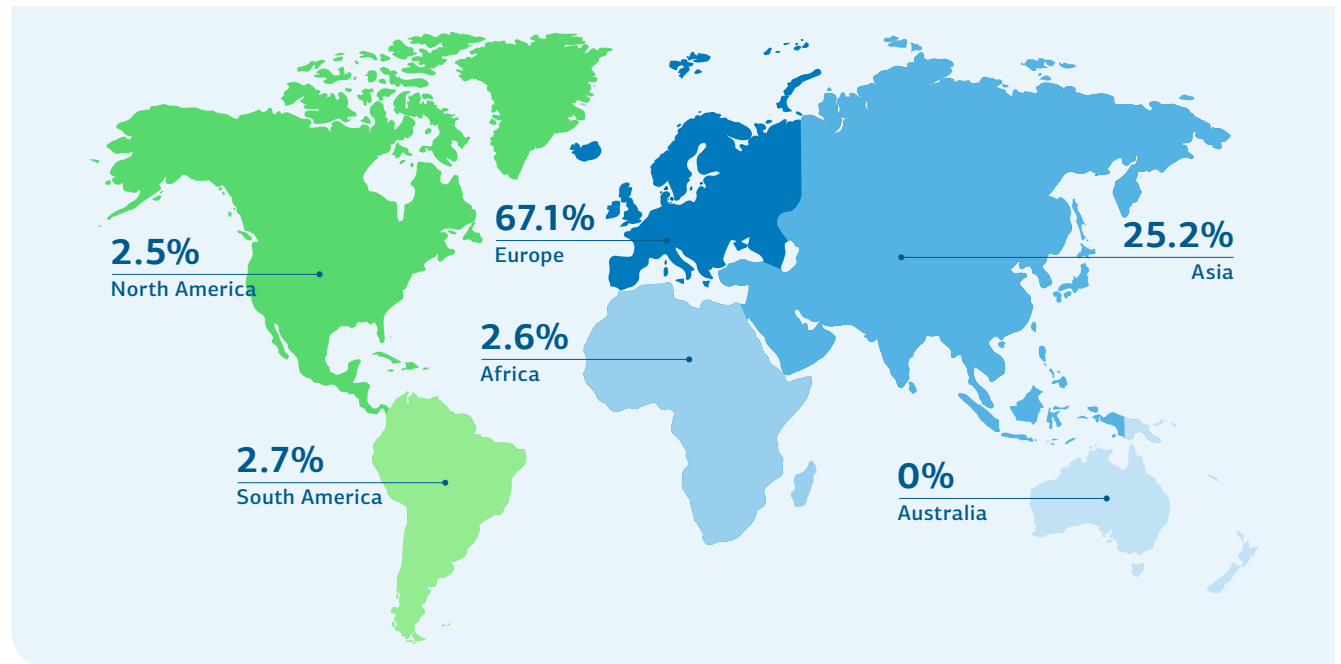 67.1%
Europe
25.2%
Asia
2.5%
North America
2.6%
Africa
2.7%
South America
0%
Australia